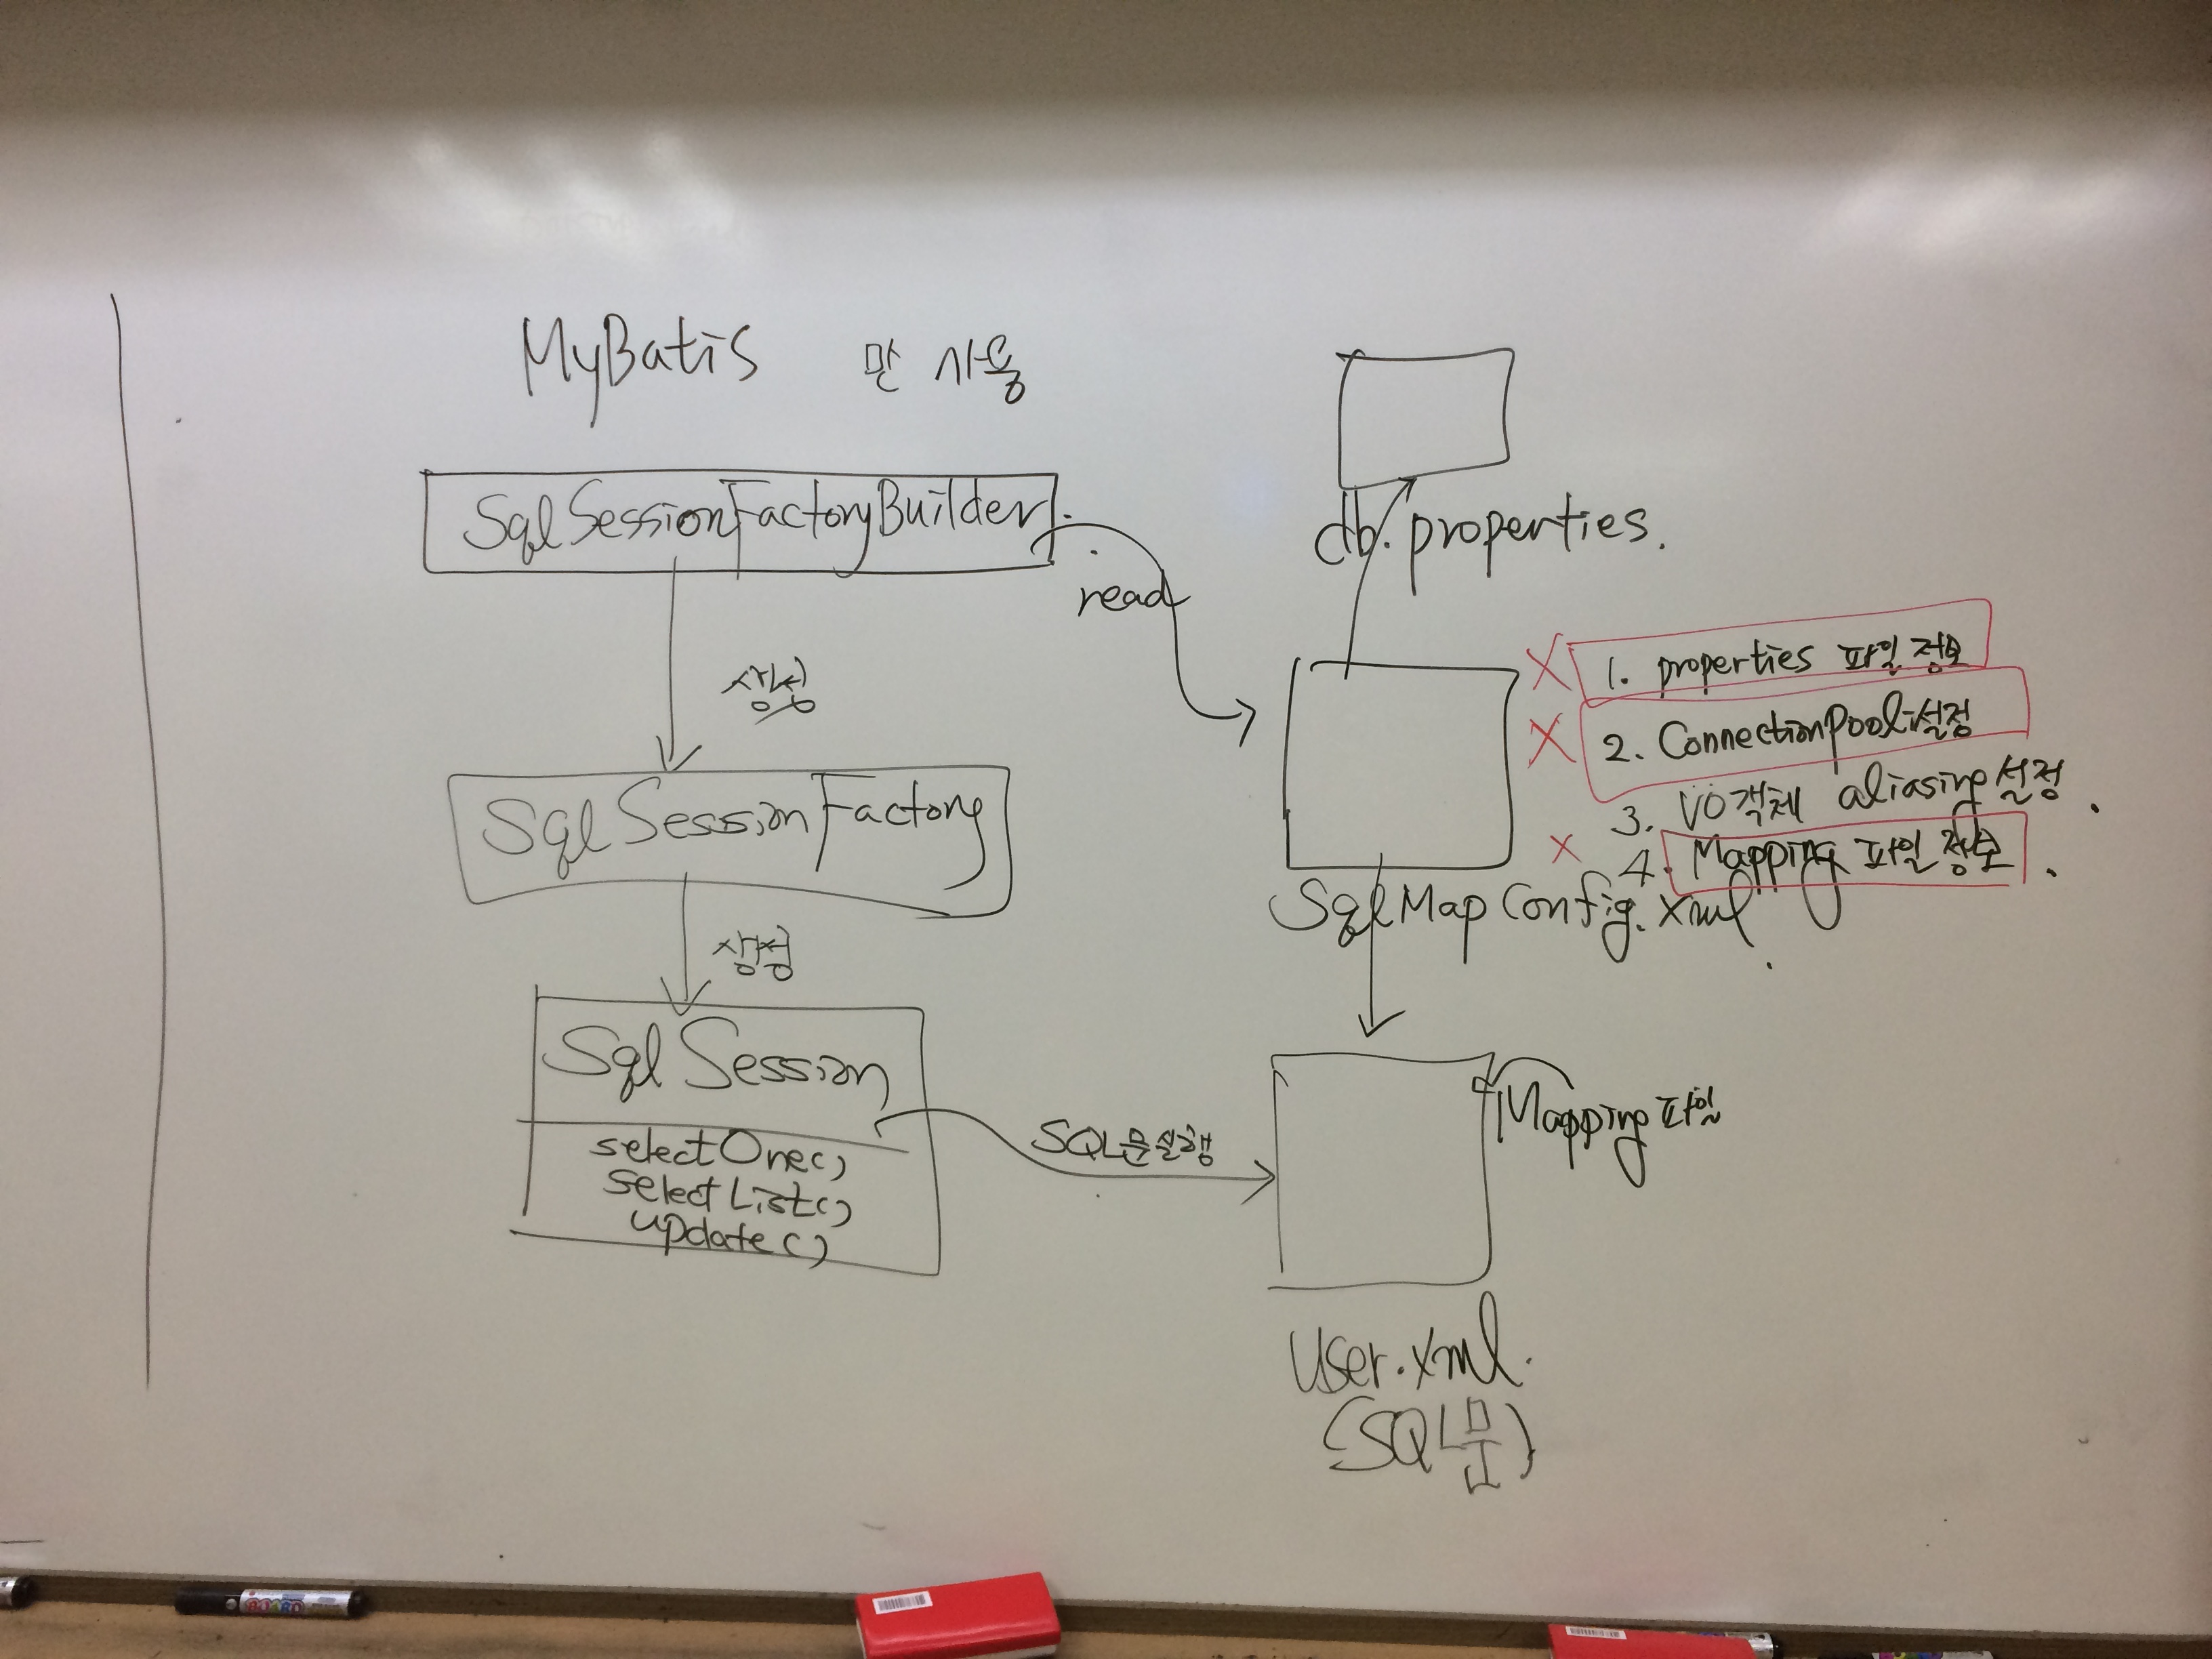 MyBatis 만 사용
SqlSessionFactoryBuilder
read
생성
SqlSessionFactory
생성
SqlSession
selectOne()
selectList()
update()
SQL문실행
db.properties.
X 1. properties 파일 정보
X 2. ConnectionPool 설정
3. VO객체 aliasing 설정.
x 4. Mapping 파일 정보.
SqlMapConfig.xml
Mapping 파일
User.xml.
(SQL문)
BOARD